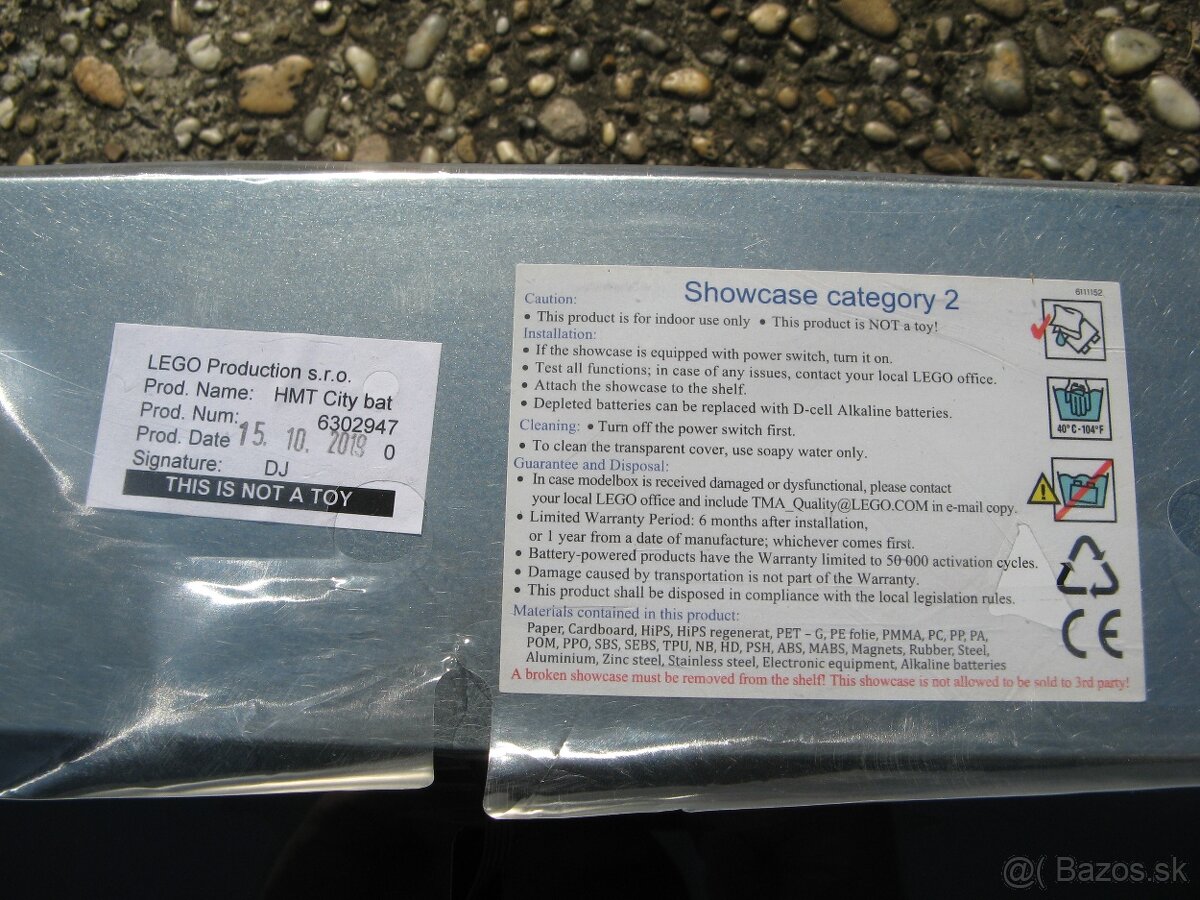 LEGO Production s.r.o.
Prod. Name: HMT City bat
Prod. Num: 6302947
Prod. Date 15. 10. 2019 0
Signature: DJ
THIS IS NOT A TOY
6111152
Showcase category 2
Caution:
• This product is for indoor use only • This product is NOT a toy!
Installation:
• If the showcase is equipped with power switch, turn it on.
• Test all functions; in case of any issues, contact your local LEGO office.
• Attach the showcase to the shelf.
• Depleted batteries can be replaced with D-cell Alkaline batteries.
Cleaning: • Turn off the power switch first.
• To clean the transparent cover, use soapy water only.
Guarantee and Disposal:
• In case modelbox is received damaged or dysfunctional, please contact
your local LEGO office and include TMA_Quality@LEGO.COM in e-mail copy.
• Limited Warranty Period: 6 months after installation,
or 1 year from a date of manufacture; whichever comes first.
• Battery-powered products have the Warranty limited to 50 000 activation cycles.
• Damage caused by transportation is not part of the Warranty.
• This product shall be disposed in compliance with the local legislation rules.
Materials contained in this product:
Paper, Cardboard, HiPS, HiPS regenerat, PET – G, PE folie, PMMA, PC, PP, PA,
POM, PPO, SBS, SEBS, TPU, NB, HD, PSH, ABS, MABS, Magnets, Rubber, Steel,
Aluminium, Zinc steel, Stainless steel, Electronic equipment, Alkaline batteries
A broken showcase must be removed from the shelf! This showcase is not allowed to be sold to 3rd party!
40°C-104°F
CE
@( Bazos.sk